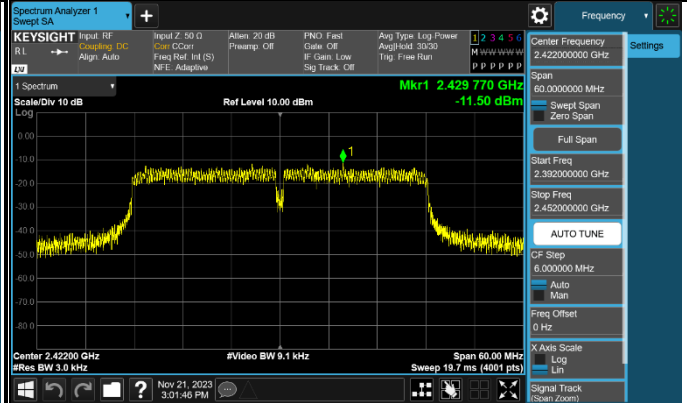 Spectrum Analyzer 1
Swept SA
Frequency
KEYSIGHT
RL
LXI
Input: RF
Coupling: DC
Align: Auto
Input Z: 50 Ω
Corr CCorr
Freq Ref: Int (S)
NFE: Adaptive
Atten: 20 dB
Preamp: Off
PNO: Fast
Gate: Off
IF Gain: Low
Sig Track: Off
Avg Type: Log-Power
Avg|Hold: 30/30
Trig: Free Run
1 2 3 4 5 6
M W W W W W
P P P P P P
1 Spectrum
Scale/Div 10 dB
Ref Level 10.00 dBm
Mkr1 2.429 770 GHz
-11.50 dBm
Log
0.00
-10.0
-20.0
-30.0
-40.0
-50.0
-60.0
-70.0
-80.0
1
Center 2.42200 GHz
#Res BW 3.0 kHz
#Video BW 9.1 kHz
Span 60.00 MHz
Sweep 19.7 ms (4001 pts)
Nov 21, 2023
3:01:46 PM
Center Frequency
2.422000000 GHz
Span
60.0000000 MHz
Swept Span
Zero Span
Full Span
Start Freq
2.392000000 GHz
Stop Freq
2.452000000 GHz
AUTO TUNE
CF Step
6.000000 MHz
Auto
Man
Freq Offset
0 Hz
X Axis Scale
Log
Lin
Signal Track
(Span Zoom)
Settings